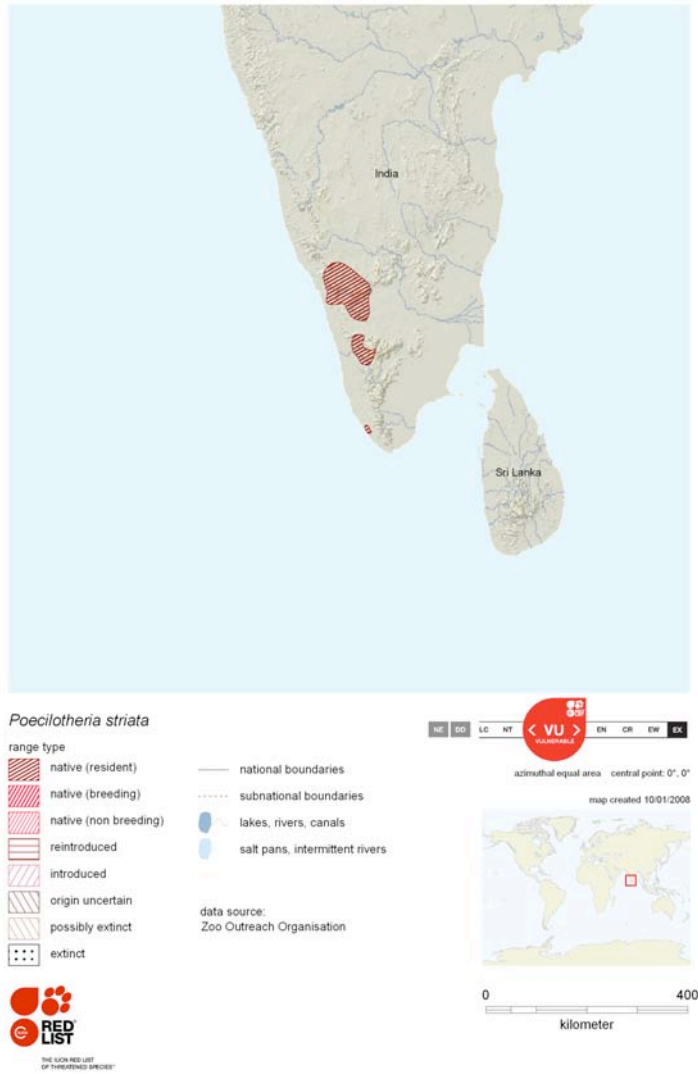 India
Sri Lanka
Poecilotheria striata
range type
native (resident)
native (breeding)
native (non breeding)
reintroduced
introduced
origin uncertain
possibly extinct
extinct
national boundaries
subnational boundaries
lakes, rivers, canals
salt pans, intermittent rivers
data source:
Zoo Outreach Organisation
NE DD LC NT < VU > EN CR EW EX
VULNERABLE
azimuthal equal area central point: 0°, 0°
map created 10/01/2008
0 400
kilometer
RED
LIST
THE IUCN RED LIST
OF THREATENED SPECIES™